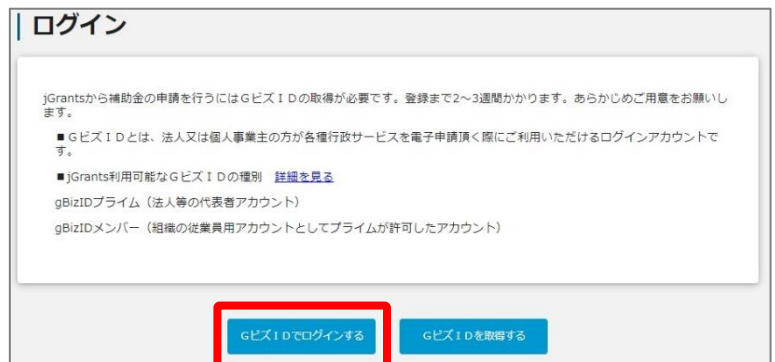 ログイン
jGrantsから補助金の申請を行うにはGビズIDの取得が必要です。登録まで2～3週間かかります。あらかじめご用意をお願いし
ます。
■GビズIDとは、法人又は個人事業主の方が各種行政サービスを電子申請頂く際にご利用いただけるログインアカウントで
す。
■jGrants利用可能なGビズIDの種別 詳細を見る
gBizIDプライム（法人等の代表者アカウント）
gBizIDメンバー（組織の従業員用アカウントとしてプライムが許可したアカウント）
GビズIDでログインする GビズIDを取得する